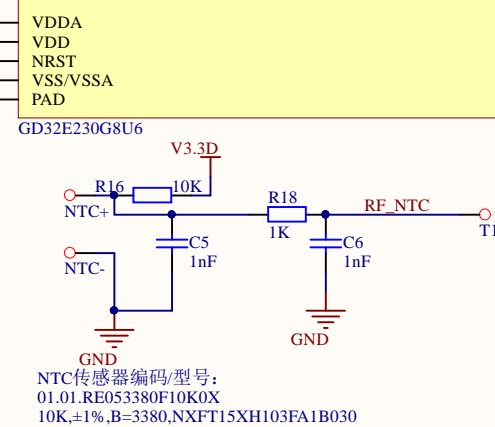 VDDA
VDD
NRST
VSS/VSSA
PAD
GD32E230G8U6
V3.3D
R16
10K
NTC+
R18
RF_NTC
1K
T1
C5
1nF
C6
1nF
NTC-
GND
GND
NTC传感器编码/型号：
01.01.RE053380F10K0X
10K,±1%,B=3380,NXFT15XH103FA1B030